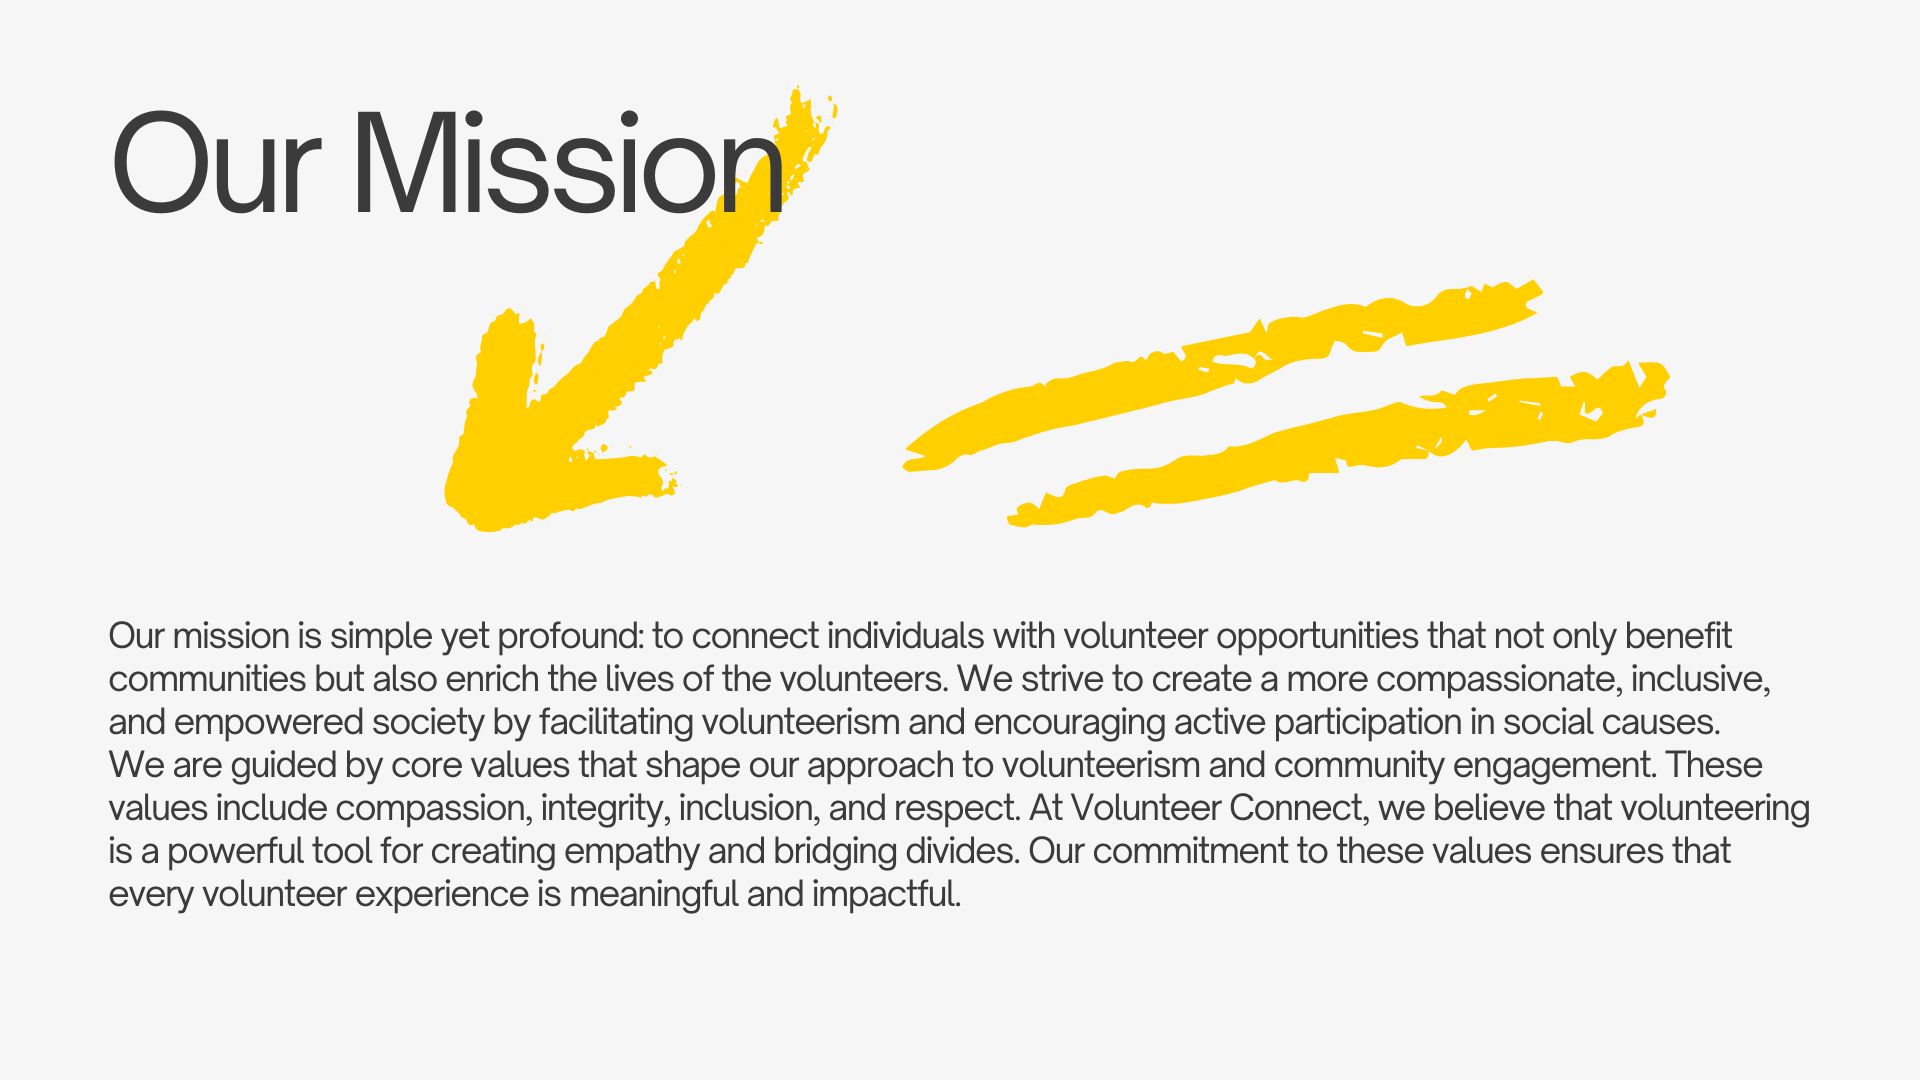 Our Mission
Our mission is simple yet profound: to connect individuals with volunteer opportunities that not only benefit
communities but also enrich the lives of the volunteers. We strive to create a more compassionate, inclusive,
and empowered society by facilitating volunteerism and encouraging active participation in social causes.
We are guided by core values that shape our approach to volunteerism and community engagement. These
values include compassion, integrity, inclusion, and respect. At Volunteer Connect, we believe that volunteering
is a powerful tool for creating empathy and bridging divides. Our commitment to these values ensures that
every volunteer experience is meaningful and impactful.